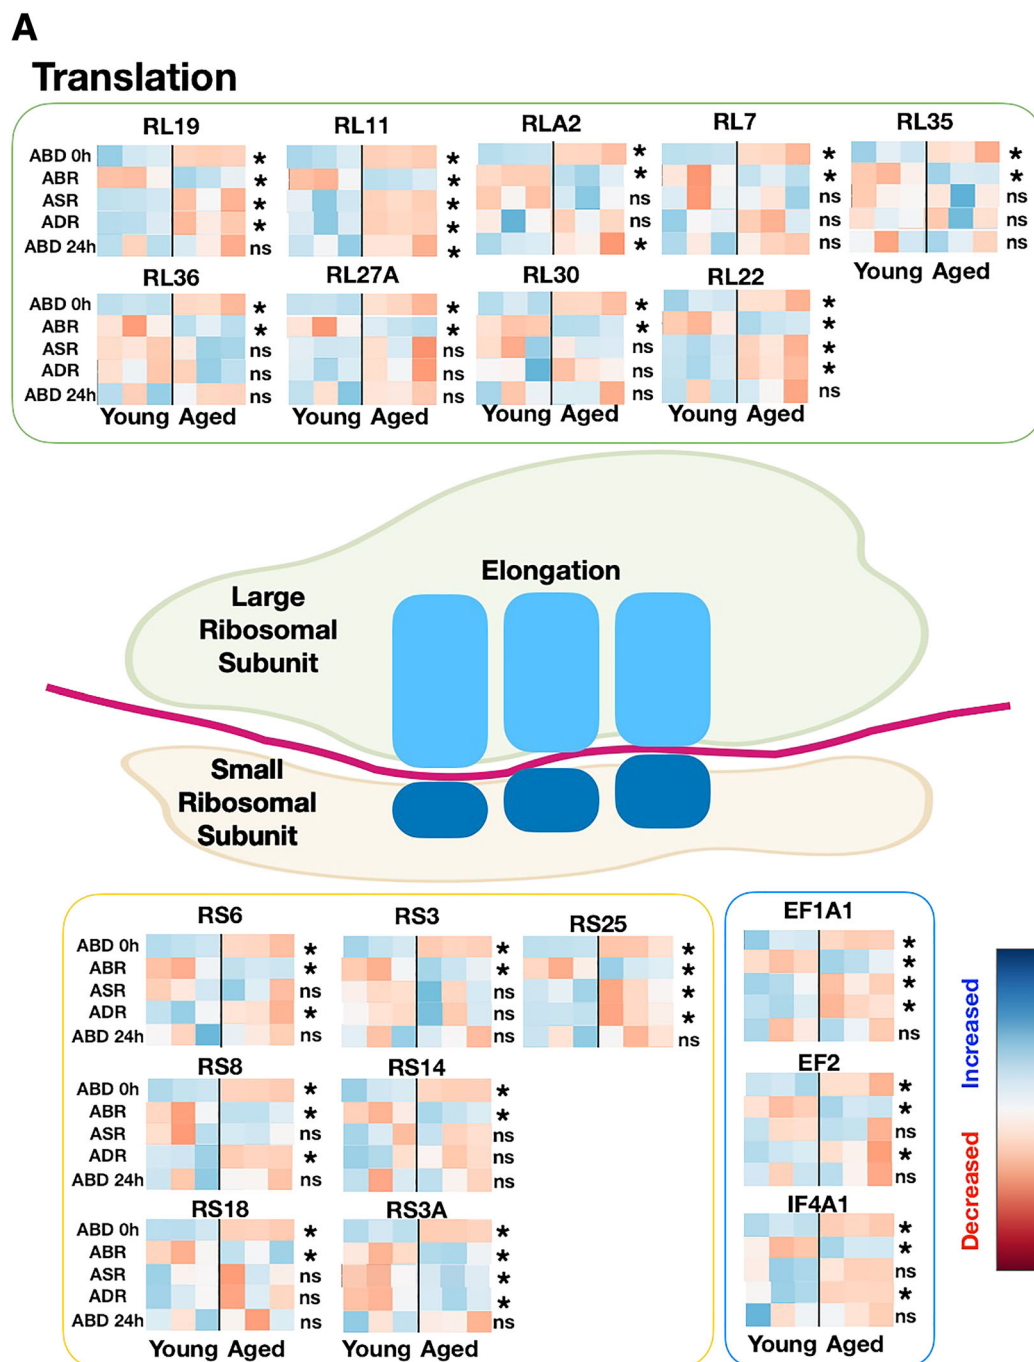 A
Translation
RL19 RL11 RLA2 RL7 RL35
ABD 0h * * * * *
ABR * * * * *
ASR * * ns ns ns
ADR * * ns ns ns
ABD 24h ns * * ns ns
Young Aged
RL36 RL27A RL30 RL22
ABD 0h * * * *
ABR * * * *
ASR ns ns ns *
ADR ns ns ns *
ABD 24h ns ns ns ns
Young Aged Young Aged Young Aged Young Aged
Elongation
Large
Ribosomal
Subunit
Small
Ribosomal
Subunit
RS6 RS3 RS25
ABD 0h * * *
ABR * * *
ASR ns ns *
ADR * ns *
ABD 24h ns ns ns
RS8 RS14
ABD 0h * *
ABR * *
ASR ns ns
ADR * ns
ABD 24h ns ns
RS18 RS3A
ABD 0h * *
ABR * *
ASR ns *
ADR ns *
ABD 24h ns ns
Young Aged Young Aged
EF1A1
*
*
*
*
ns
EF2
*
*
ns
*
ns
IF4A1
*
*
ns
*
ns
Young Aged
Increased
Decreased